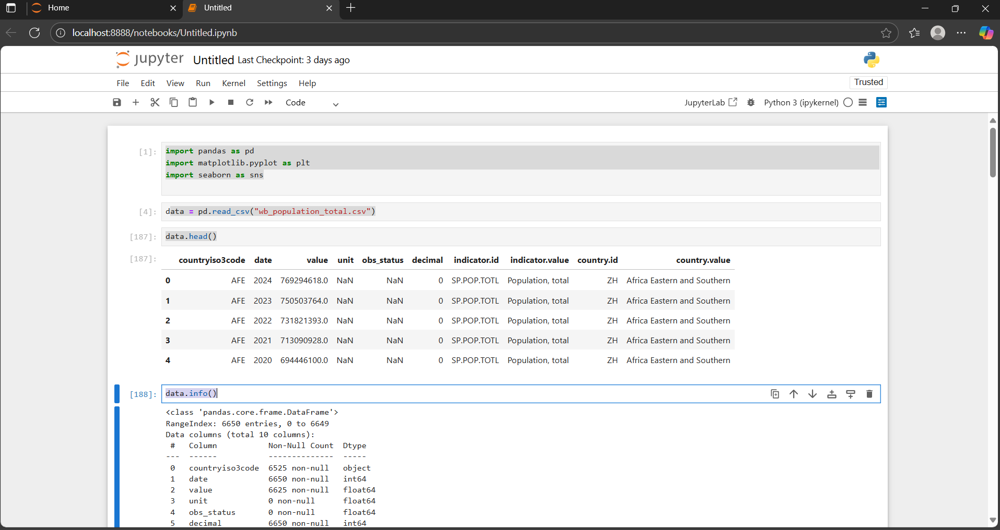 Home
Untitled
localhost:8888/notebooks/Untitled.ipynb
jupyter Untitled Last Checkpoint: 3 days ago
File Edit View Run Kernel Settings Help
Trusted
Code
JupyterLab Python 3 (ipykernel)
[1]: import pandas as pd
import matplotlib.pyplot as plt
import seaborn as sns
[4]: data = pd.read_csv("wb_population_total.csv")
[187]: data.head()
[187]: countryiso3code date value unit obs_status decimal indicator.id indicator.value country.id country.value
0 AFE 2024 769294618.0 NaN NaN 0 SP.POP.TOTL Population, total ZH Africa Eastern and Southern
1 AFE 2023 750503764.0 NaN NaN 0 SP.POP.TOTL Population, total ZH Africa Eastern and Southern
2 AFE 2022 731821393.0 NaN NaN 0 SP.POP.TOTL Population, total ZH Africa Eastern and Southern
3 AFE 2021 713090928.0 NaN NaN 0 SP.POP.TOTL Population, total ZH Africa Eastern and Southern
4 AFE 2020 694446100.0 NaN NaN 0 SP.POP.TOTL Population, total ZH Africa Eastern and Southern
[188]: data.info()
<class 'pandas.core.frame.DataFrame'>
RangeIndex: 6650 entries, 0 to 6649
Data columns (total 10 columns):
# Column Non-Null Count Dtype
--- ------ -------------- -----
0 countryiso3code 6525 non-null object
1 date 6650 non-null int64
2 value 6625 non-null float64
3 unit 0 non-null float64
4 obs_status 0 non-null float64
5 decimal 6650 non-null int64